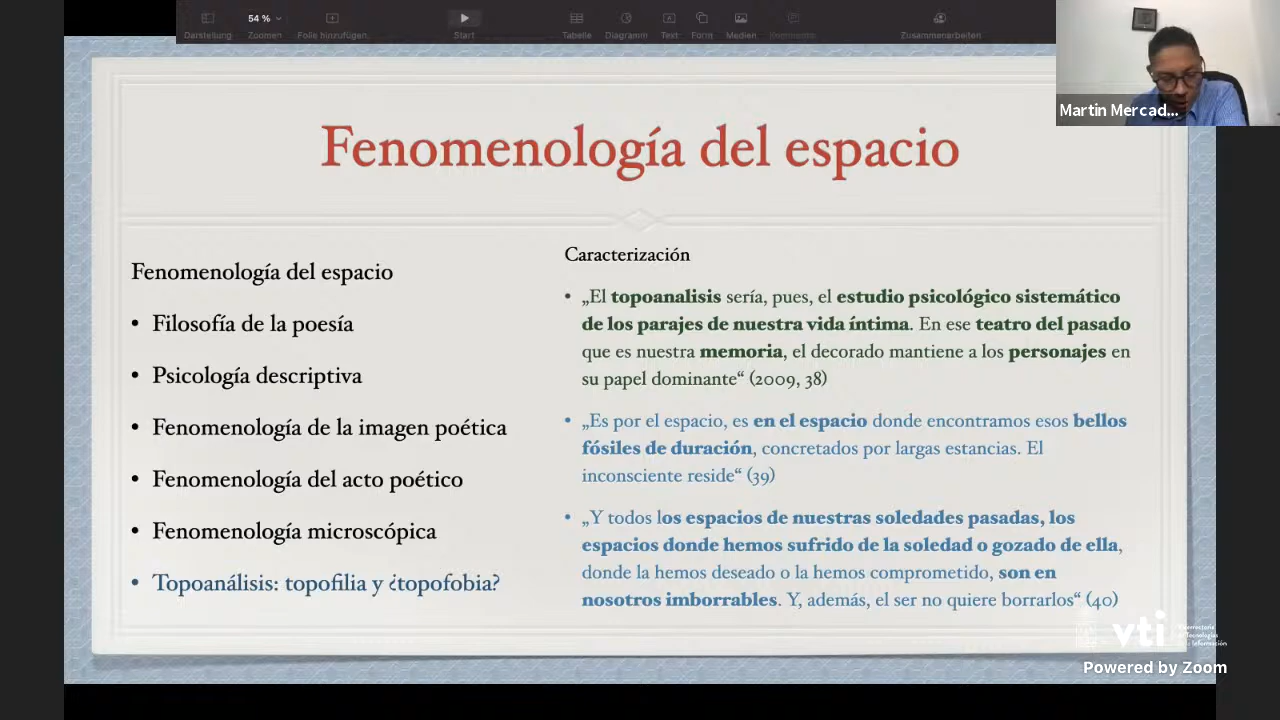 54 %
Darstellung
Zoomen
Folie hinzufügen
Start
Tabelle
Diagramm
Text
Form
Medien
Kommentar
Zusammenarbeiten
Martin Mercad...
Fenomenología del espacio
Fenomenología del espacio
• Filosofía de la poesía
• Psicología descriptiva
• Fenomenología de la imagen poética
• Fenomenología del acto poético
• Fenomenología microscópica
• Topoanálisis: topofilia y ¿topofobia?
Caracterización
• „El topoanalisis sería, pues, el estudio psicológico sistemático
de los parajes de nuestra vida íntima. En ese teatro del pasado
que es nuestra memoria, el decorado mantiene a los personajes en
su papel dominante“ (2009, 38)
• „Es por el espacio, es en el espacio donde encontramos esos bellos
fósiles de duración, concretados por largas estancias. El
inconsciente reside“ (39)
• „Y todos los espacios de nuestras soledades pasadas, los
espacios donde hemos sufrido de la soledad o gozado de ella,
donde la hemos deseado o la hemos comprometido, son en
nosotros imborrables. Y, además, el ser no quiere borrarlos“ (40)
vti
Powered by Zoom